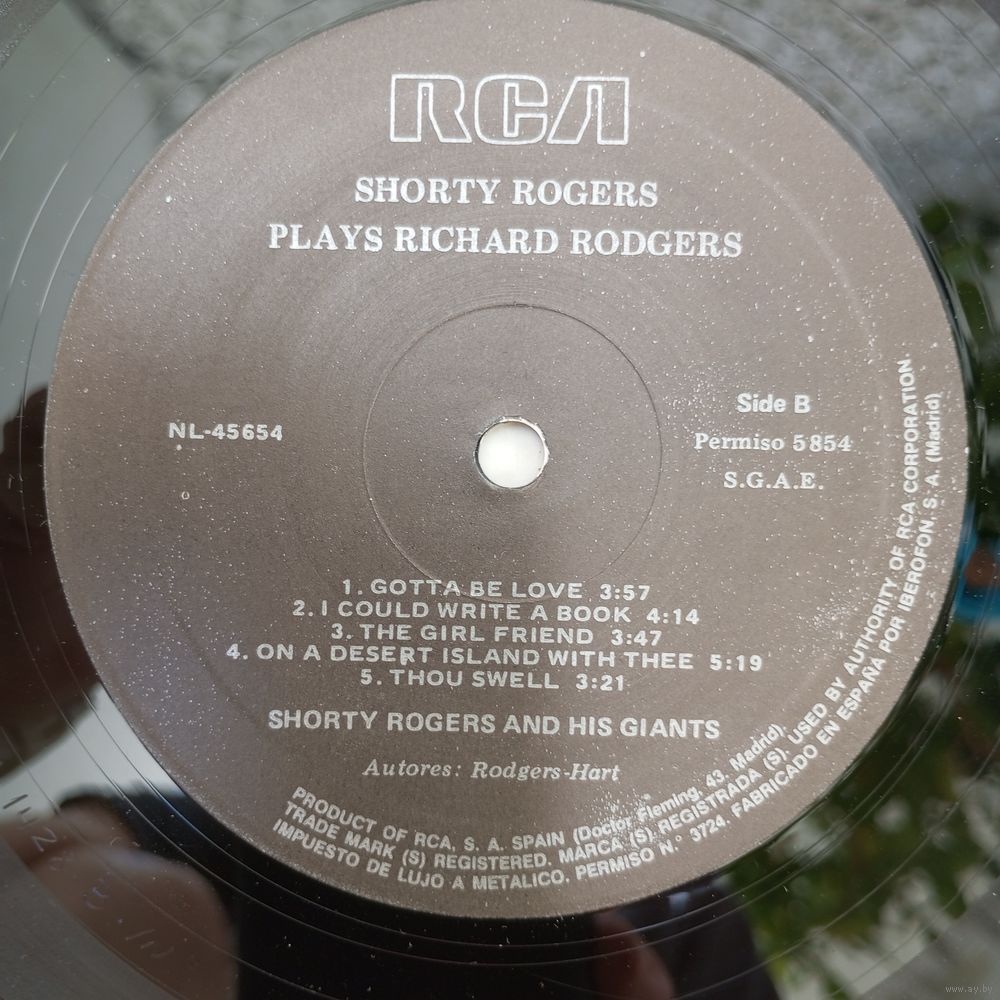 RCA
SHORTY ROGERS
PLAYS RICHARD RODGERS
NL-45654
Side B
Permiso 5854
S.G.A.E.
1. GOTTA BE LOVE 3:57
2. I COULD WRITE A BOOK 4:14
3. THE GIRL FRIEND 3:47
4. ON A DESERT ISLAND WITH THEE 5:19
5. THOU SWELL 3:21
SHORTY ROGERS AND HIS GIANTS
Autores: Rodgers-Hart
PRODUCT OF RCA, S. A. SPAIN (Doctor Fleming, 43. Madrid),
TRADE MARK (S) REGISTERED. MARCA (S) REGISTRADA (S), USED BY AUTHORITY OF RCA CORPORATION.
IMPUESTO DE LUJO A METALICO. PERMISO N.º 3724. FABRICADO EN ESPAÑA POR IBEROFON, S. A. (Madrid)
www.ay.by